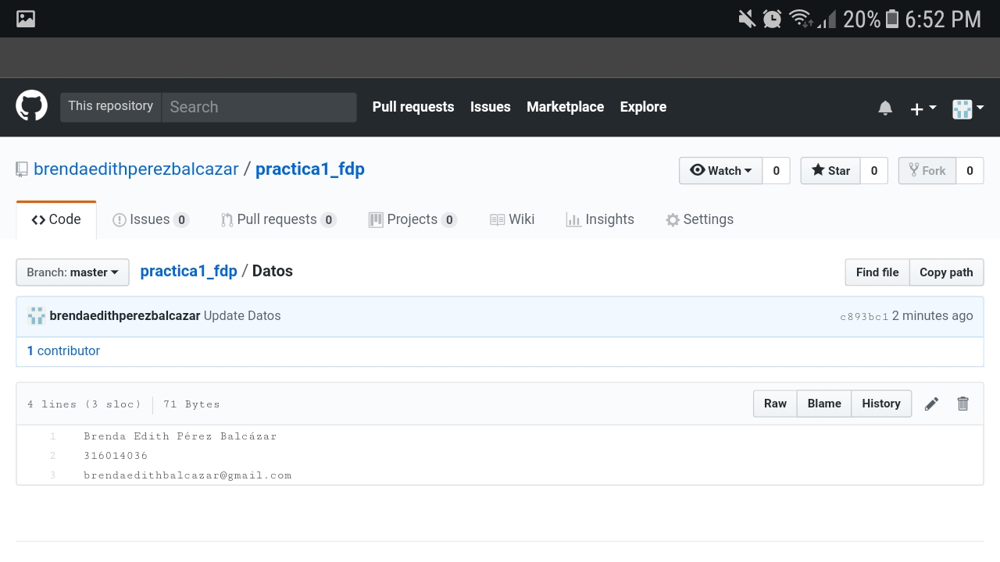 20% 6:52 PM
This repository Search Pull requests Issues Marketplace Explore
brendaedithperezbalcazar / practica1_fdp Watch 0 Star 0 Fork 0
Code Issues 0 Pull requests 0 Projects 0 Wiki Insights Settings
Branch: master practica1_fdp / Datos Find file Copy path
brendaedithperezbalcazar Update Datos c893bc1 2 minutes ago
1 contributor
4 lines (3 sloc) 71 Bytes Raw Blame History
1 Brenda Edith Pérez Balcázar
2 316014036
3 brendaedithbalcazar@gmail.com